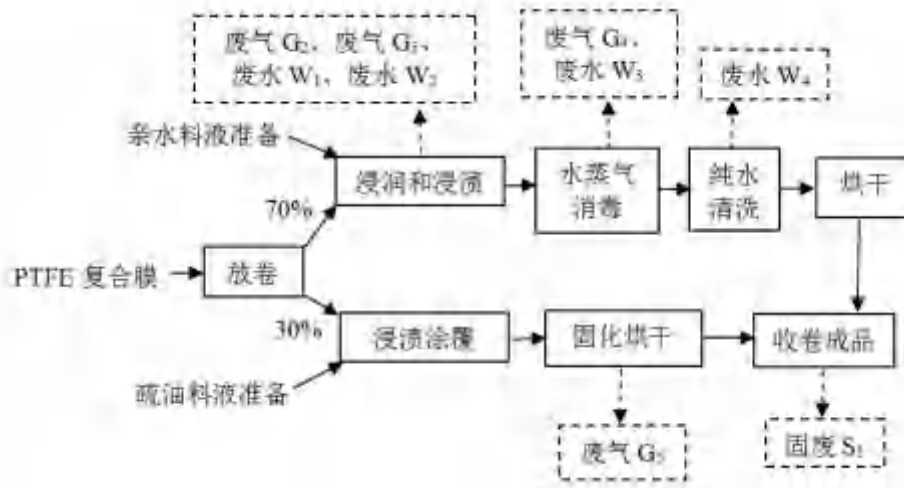 废气 G₂、废气 G₃、
废水 W₁、废水 W₂
废气 G₄、
废水 W₃
废水 W₄
亲水料液准备
浸润和浸渍
水蒸气
消毒
纯水
清洗
烘干
70%
PTFE 复合膜
放卷
30%
浸渍涂覆
固化烘干
收卷成品
疏油料液准备
废气 G₅
固废 S₁